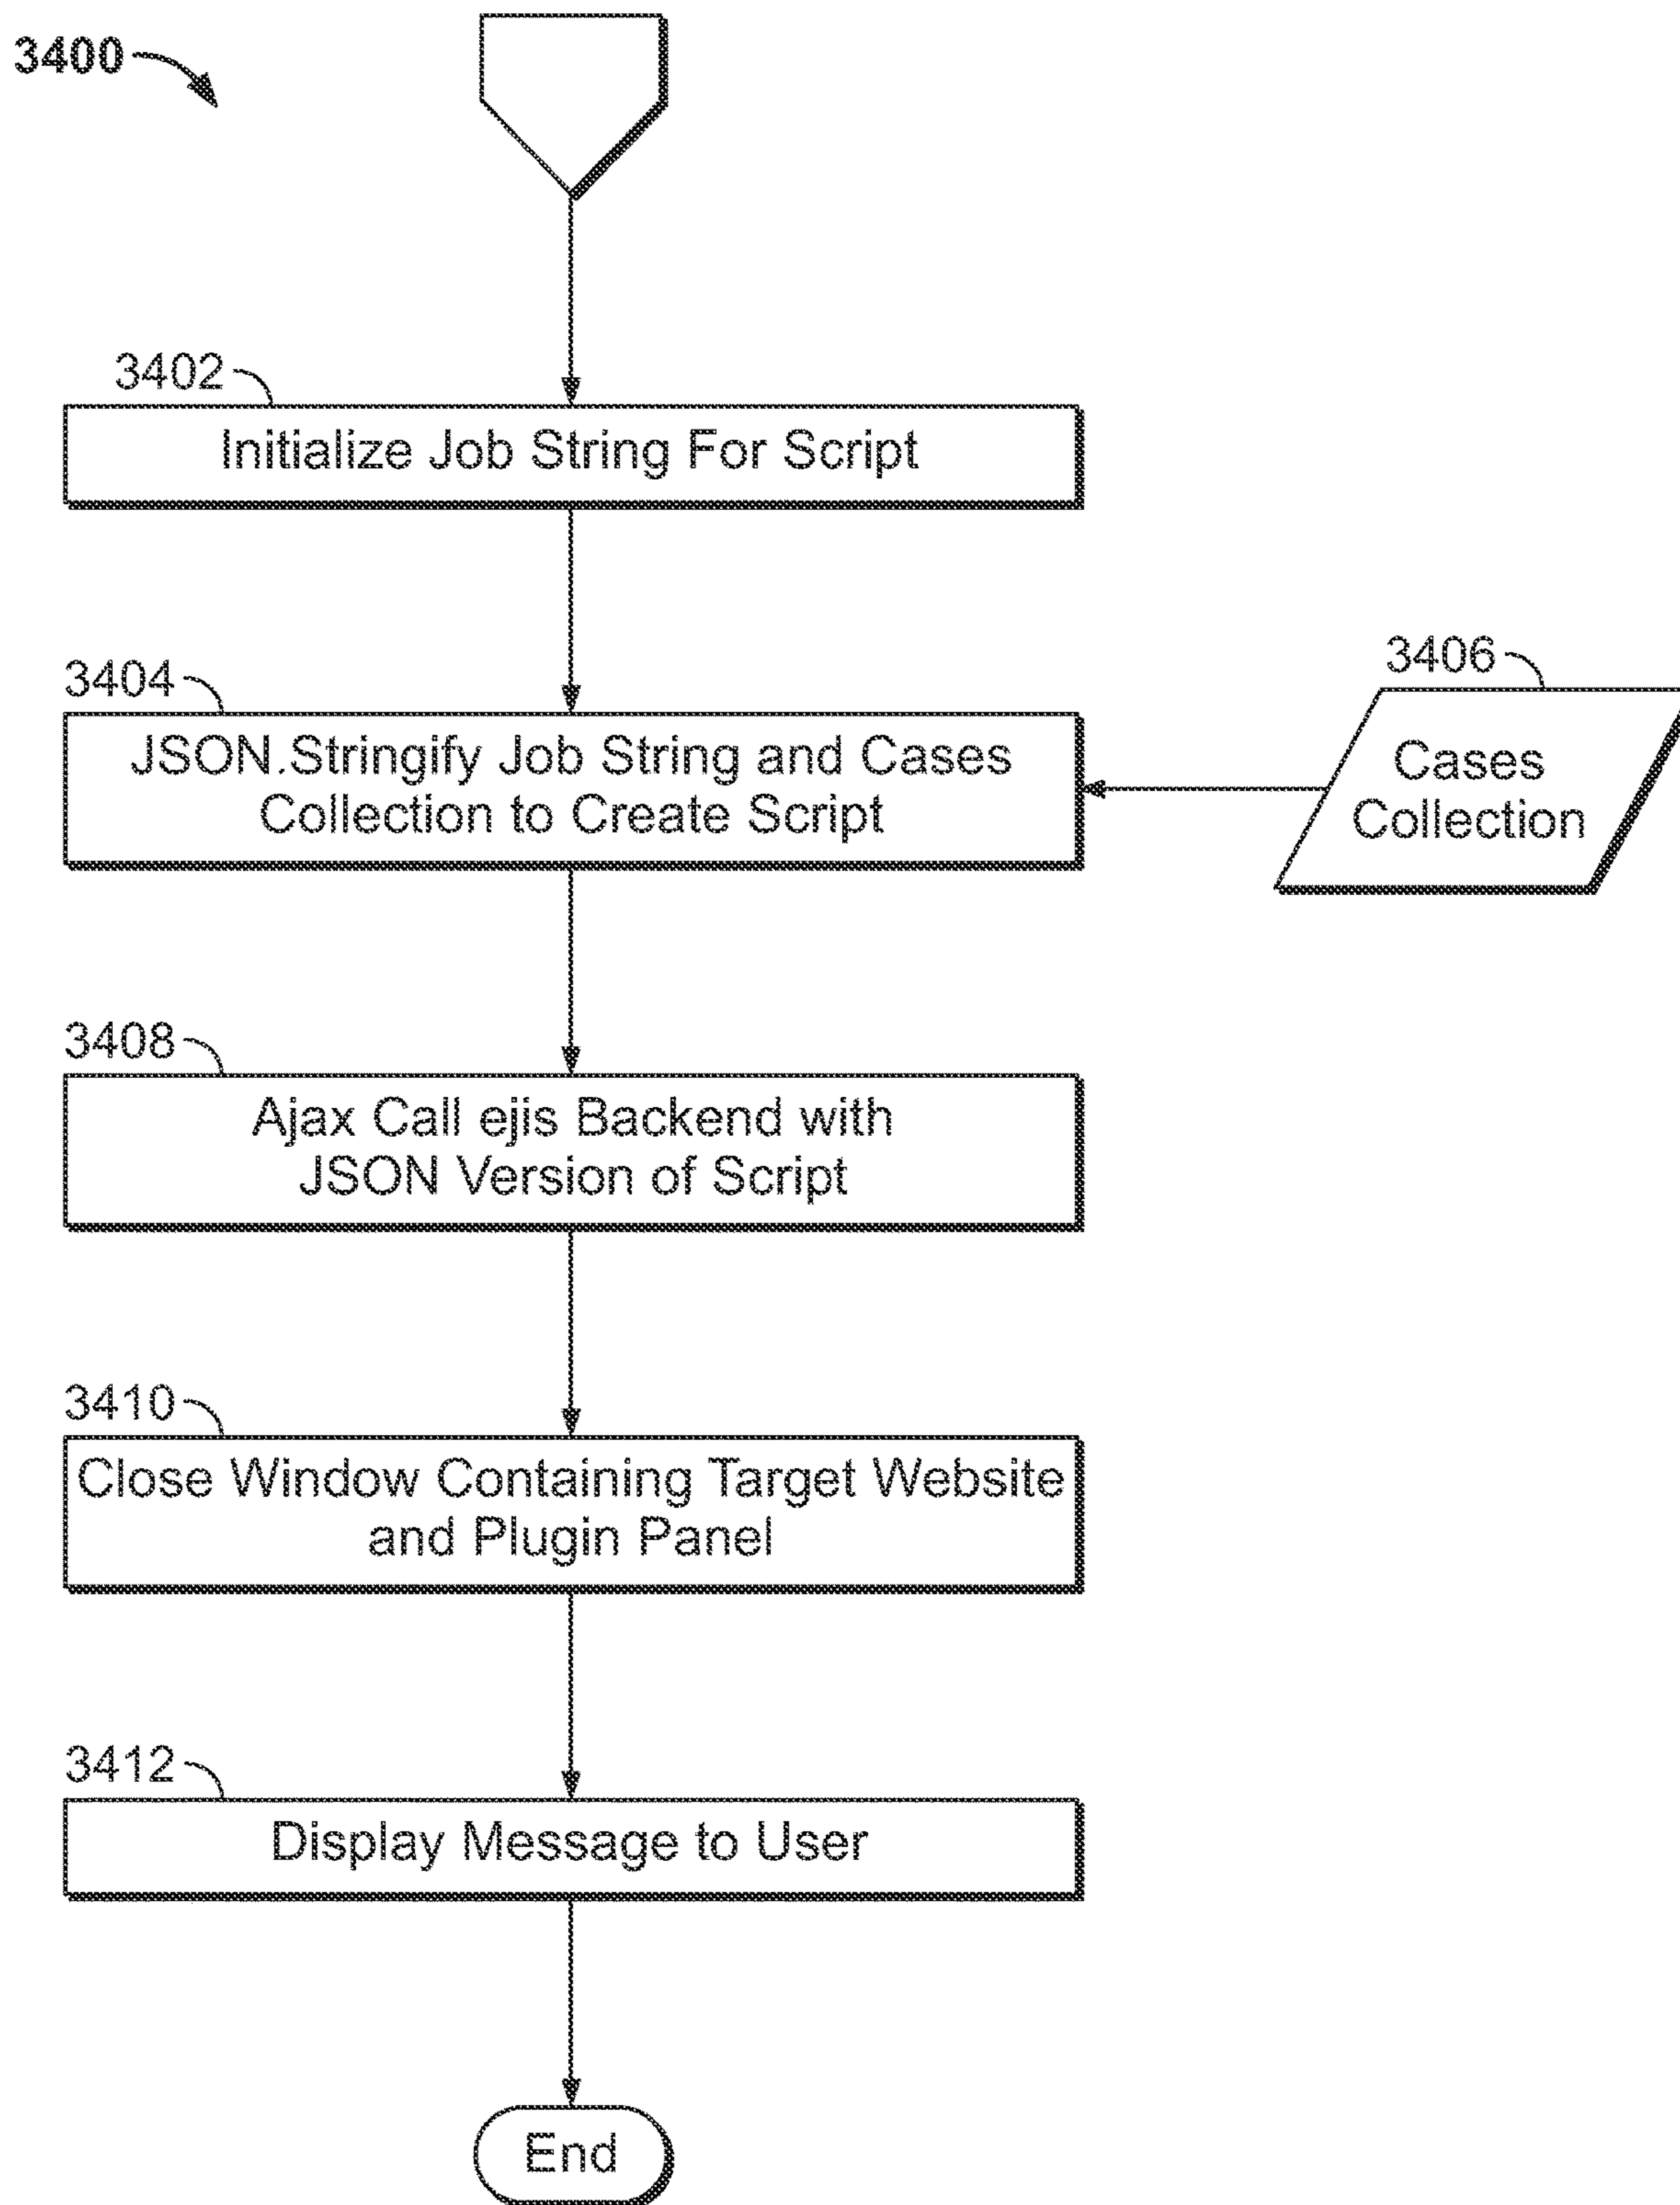 3400
3402
Initialize Job String For Script
3404
JSON.Stringify Job String and Cases
Collection to Create Script
3406
Cases
Collection
3408
Ajax Call ejis Backend with
JSON Version of Script
3410
Close Window Containing Target Website
and Plugin Panel
3412
Display Message to User
End